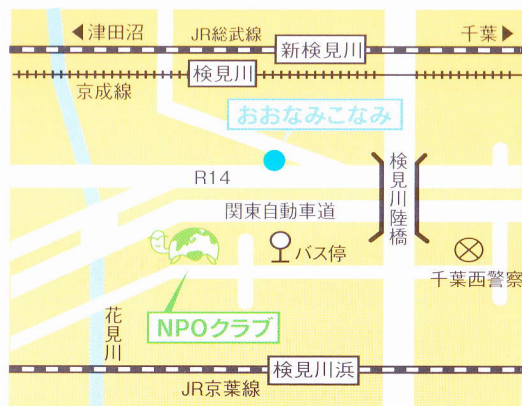 ◀津田沼
JR総武線
千葉▶
新検見川
検見川
京成線
おおなみこなみ
R14
検見川陸橋
関東自動車道
バス停
千葉西警察
花見川
NPOクラブ
検見川浜
JR京葉線